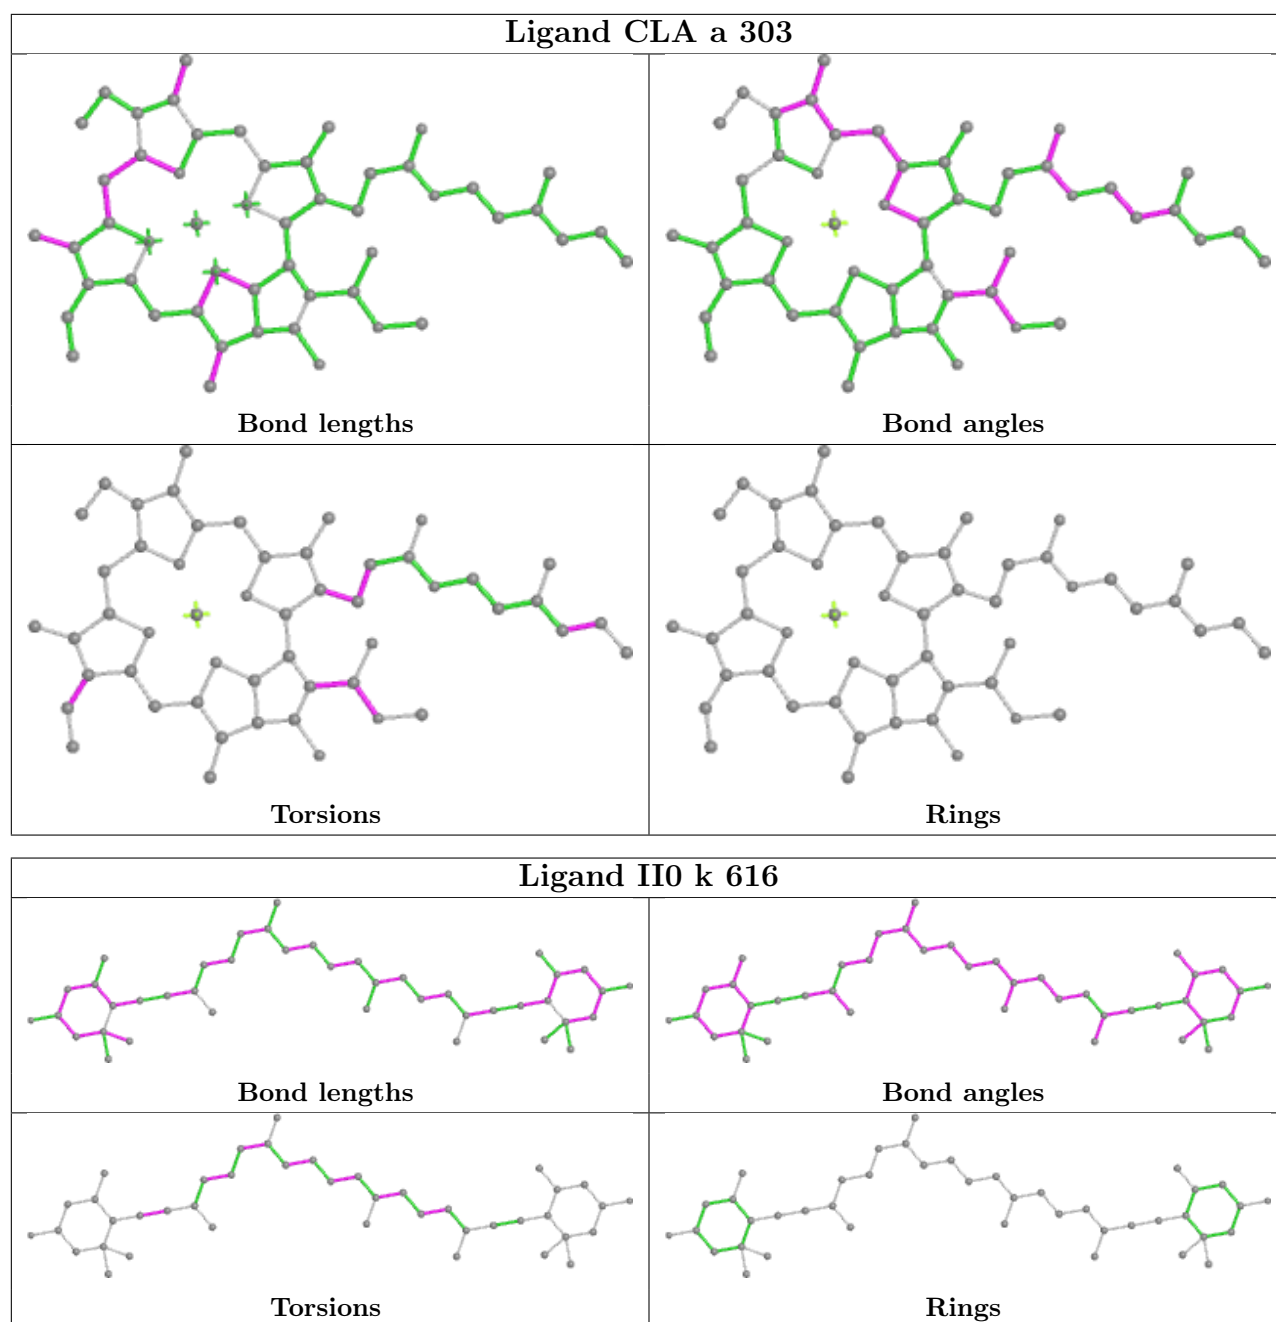 Ligand CLA a 303
Bond lengths
Bond angles
Torsions
Rings
Ligand II0 k 616
Bond lengths
Bond angles
Torsions
Rings